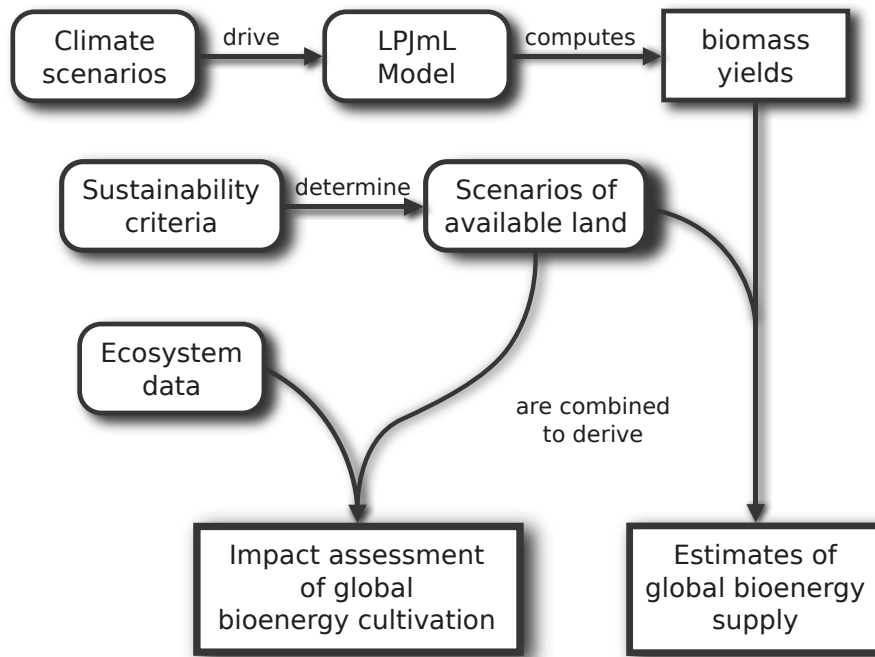 Climate
scenarios
drive
LPJmL
Model
computes
biomass
yields
Sustainability
criteria
determine
Scenarios of
available land
Ecosystem
data
are combined
to derive
Impact assessment
of global
bioenergy cultivation
Estimates of
global bioenergy
supply